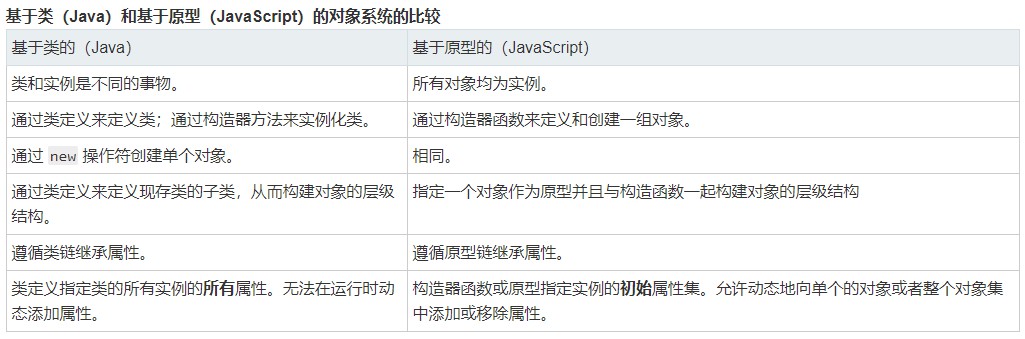 基于类（Java）和基于原型（JavaScript）的对象系统的比较
基于类的（Java）
基于原型的（JavaScript）
类和实例是不同的事物。
所有对象均为实例。
通过类定义来定义类；通过构造器方法来实例化类。
通过构造器函数来定义和创建一组对象。
通过 new 操作符创建单个对象。
相同。
通过类定义来定义现存类的子类，从而构建对象的层级
结构。
指定一个对象作为原型并且与构造函数一起构建对象的层级结构
遵循类链继承属性。
遵循原型链继承属性。
类定义指定类的所有实例的所有属性。无法在运行时动
态添加属性。
构造器函数或原型指定实例的初始属性集。允许动态地向单个的对象或者整个对象集
中添加或移除属性。